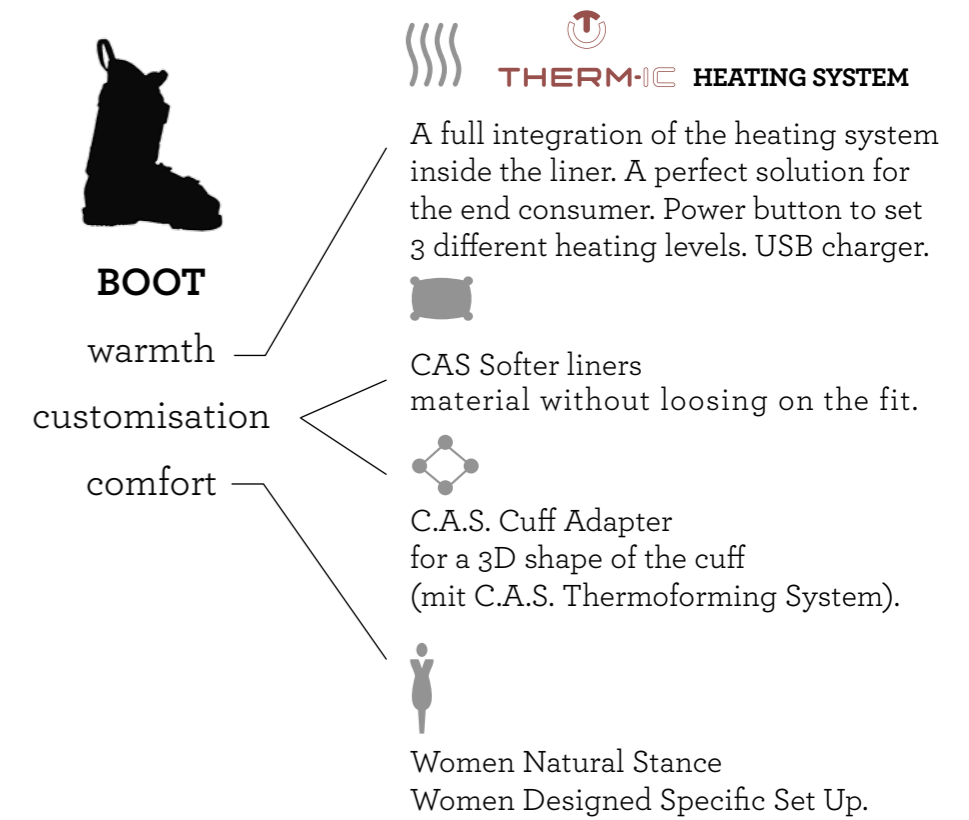 THERM-IC HEATING SYSTEM
A full integration of the heating system
inside the liner. A perfect solution for
the end consumer. Power button to set
3 different heating levels. USB charger.
BOOT
warmth
customisation
comfort
CAS Softer liners
material without loosing on the fit.
C.A.S. Cuff Adapter
for a 3D shape of the cuff
(mit C.A.S. Thermoforming System).
Women Natural Stance
Women Designed Specific Set Up.